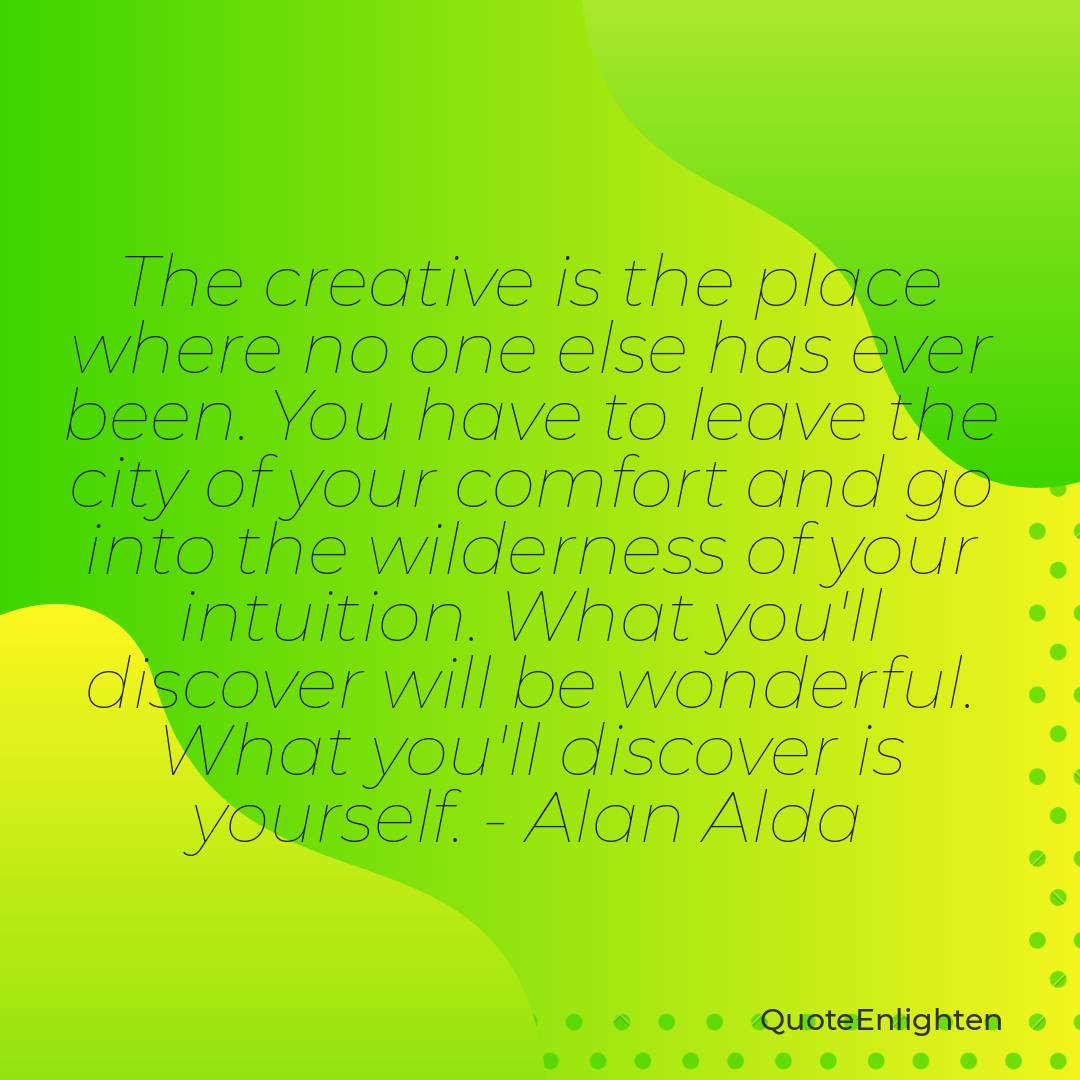 The creative is the place
where no one else has ever
been. You have to leave the
city of your comfort and go
into the wilderness of your
intuition. What you'll
discover will be wonderful.
What you'll discover is
yourself. - Alan Alda
QuoteEnlighten